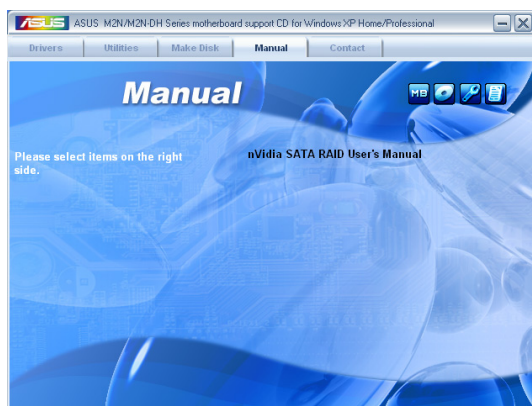 ASUS M2N/M2N-DH Series motherboard support CD for Windows XP Home/Professional
Drivers Utilities Make Disk Manual Contact
Manual
MB
Please select items on the right
side.
nVidia SATA RAID User's Manual